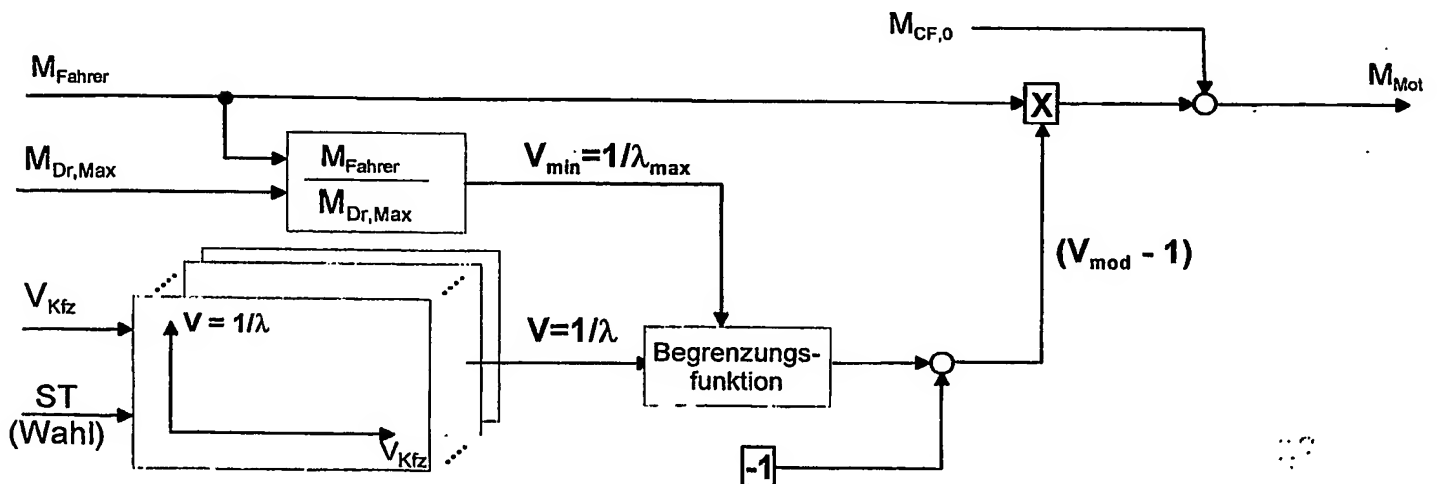 M_CF,0
M_Fahrer
M_Mot
X
M_Dr,Max
M_Fahrer
M_Dr,Max
V_min=1/λ_max
(V_mod - 1)
V_Kfz
V = 1/λ
V=1/λ
Begrenzungs-
funktion
ST
(Wahl)
V_Kfz
-1